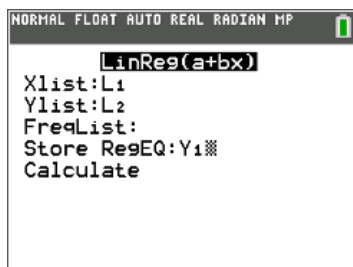 NORMAL FLOAT AUTO REAL RADIAN MP
LinReg(a+bx)
Xlist:L₁
Ylist:L₂
FreqList:
Store RegEQ:Y₁
Calculate